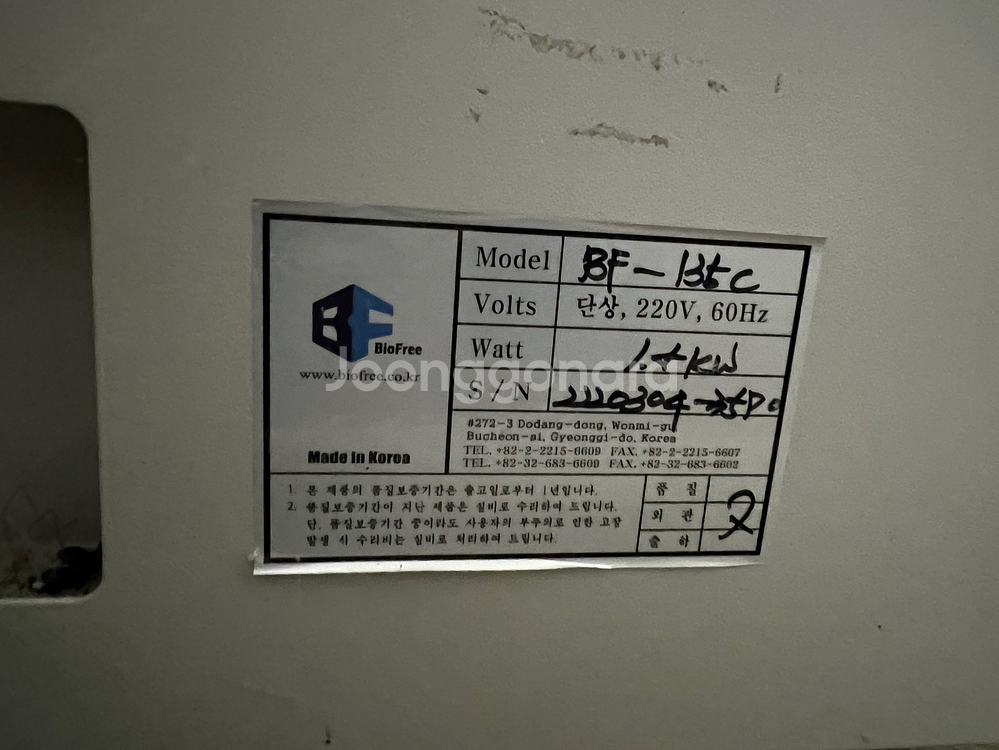 BF
BioFree
www.biofree.co.kr
Made in Korea
Model BF-135C
Volts 단상, 220V, 60Hz
Watt 1.5KW
S/N
#272-3 Dodang-dong, Wonmi-gu
Bucheon-si, Gyeonggi-do, Korea
TEL. +82-2-2215-6609 FAX. +82-2-2215-6607
TEL. +82-32-683-6600 FAX. +82-32-683-6602
1. 본 제품의 품질보증기간은 출고일로부터 1년입니다.
2. 품질보증기간이 지난 제품은 실비로 수리하여 드립니다.
단, 품질보증기간 중이라도 사용자의 부주의로 인한 고장
발생 시 수리비는 실비로 처리하여 드립니다.
품 질
외 관
출 하
Joonggonara